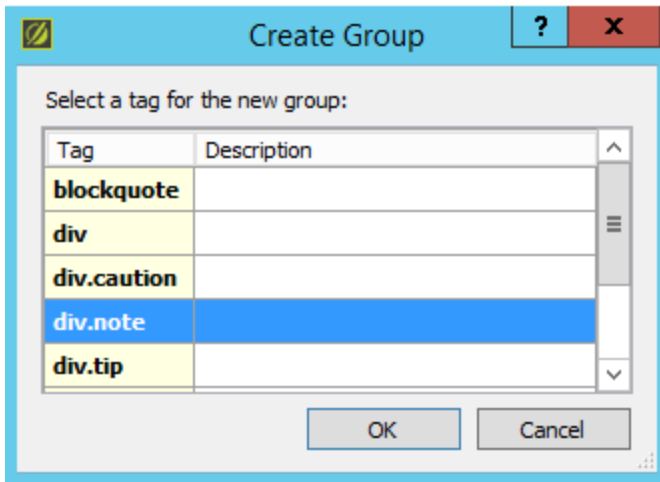 Create Group
?
x
Select a tag for the new group:
Tag Description
blockquote
div
div.caution
div.note
div.tip
OK Cancel